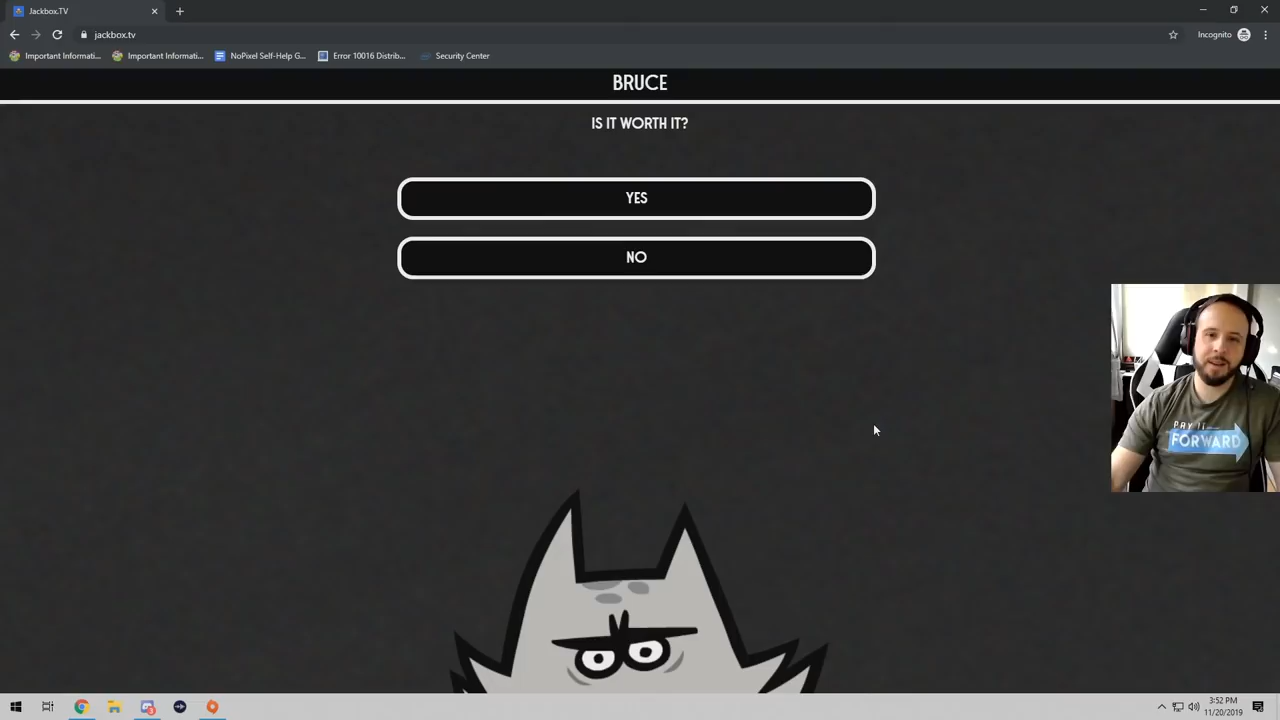 Jackbox.TV
jackbox.tv
Incognito
Important Informati...
Important Informati...
NoPixel Self-Help G...
Error 10016 Distrib...
Security Center
BRUCE
IS IT WORTH IT?
YES
NO
PAY IT
FORWARD
3:52 PM
11/20/2019